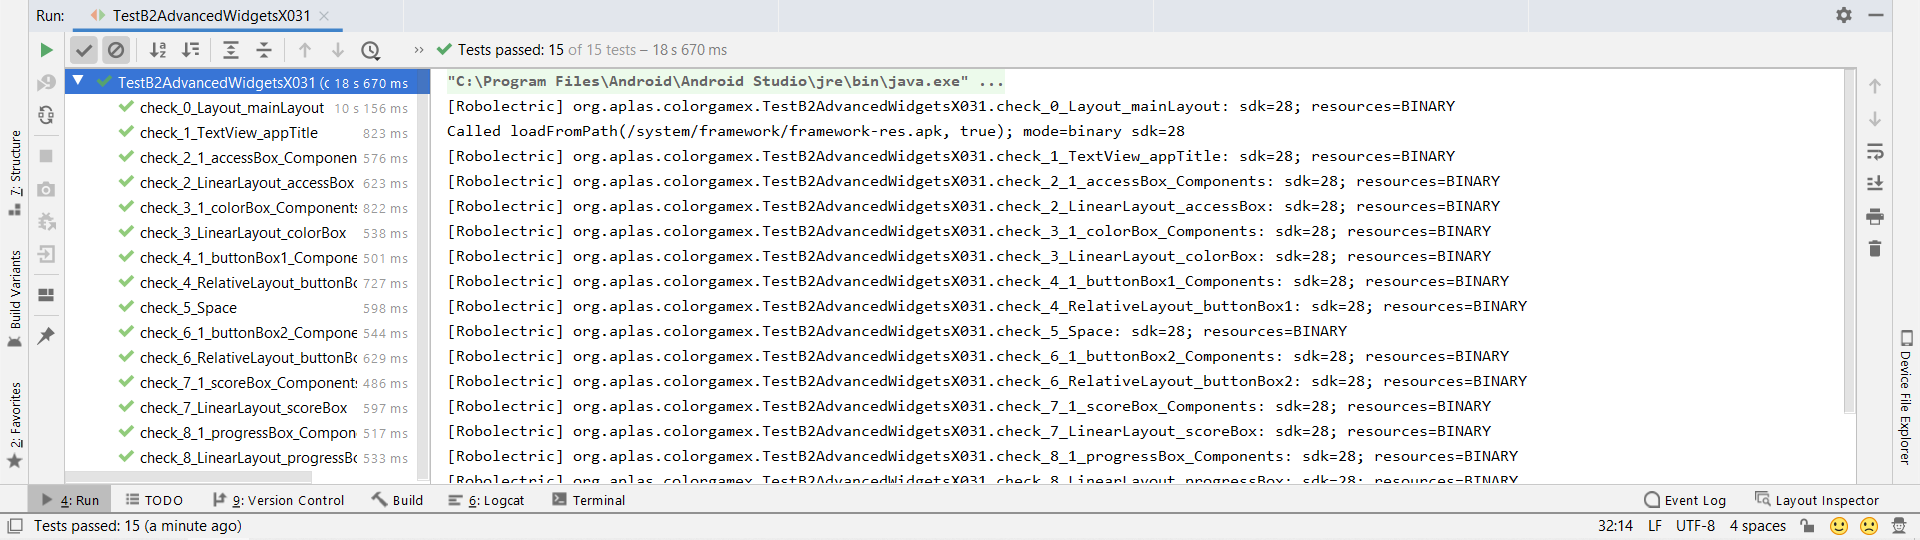 Run: TestB2AdvancedWidgetsX031
Tests passed: 15 of 15 tests – 18 s 670 ms
7: Structure
Build Variants
2: Favorites
TestB2AdvancedWidgetsX031 (c 18 s 670 ms
check_0_Layout_mainLayout 10 s 156 ms
check_1_TextView_appTitle 823 ms
check_2_1_accessBox_Componen 576 ms
check_2_LinearLayout_accessBox 623 ms
check_3_1_colorBox_Components 822 ms
check_3_LinearLayout_colorBox 538 ms
check_4_1_buttonBox1_Compone 501 ms
check_4_RelativeLayout_buttonBo 727 ms
check_5_Space 598 ms
check_6_1_buttonBox2_Compone 544 ms
check_6_RelativeLayout_buttonBo 629 ms
check_7_1_scoreBox_Components 486 ms
check_7_LinearLayout_scoreBox 597 ms
check_8_1_progressBox_Compon 517 ms
check_8_LinearLayout_progressBo 533 ms
"C:\Program Files\Android\Android Studio\jre\bin\java.exe" ...
[Robolectric] org.aplas.colorgamex.TestB2AdvancedWidgetsX031.check_0_Layout_mainLayout: sdk=28; resources=BINARY
Called loadFromPath(/system/framework/framework-res.apk, true); mode=binary sdk=28
[Robolectric] org.aplas.colorgamex.TestB2AdvancedWidgetsX031.check_1_TextView_appTitle: sdk=28; resources=BINARY
[Robolectric] org.aplas.colorgamex.TestB2AdvancedWidgetsX031.check_2_1_accessBox_Components: sdk=28; resources=BINARY
[Robolectric] org.aplas.colorgamex.TestB2AdvancedWidgetsX031.check_2_LinearLayout_accessBox: sdk=28; resources=BINARY
[Robolectric] org.aplas.colorgamex.TestB2AdvancedWidgetsX031.check_3_1_colorBox_Components: sdk=28; resources=BINARY
[Robolectric] org.aplas.colorgamex.TestB2AdvancedWidgetsX031.check_3_LinearLayout_colorBox: sdk=28; resources=BINARY
[Robolectric] org.aplas.colorgamex.TestB2AdvancedWidgetsX031.check_4_1_buttonBox1_Components: sdk=28; resources=BINARY
[Robolectric] org.aplas.colorgamex.TestB2AdvancedWidgetsX031.check_4_RelativeLayout_buttonBox1: sdk=28; resources=BINARY
[Robolectric] org.aplas.colorgamex.TestB2AdvancedWidgetsX031.check_5_Space: sdk=28; resources=BINARY
[Robolectric] org.aplas.colorgamex.TestB2AdvancedWidgetsX031.check_6_1_buttonBox2_Components: sdk=28; resources=BINARY
[Robolectric] org.aplas.colorgamex.TestB2AdvancedWidgetsX031.check_6_RelativeLayout_buttonBox2: sdk=28; resources=BINARY
[Robolectric] org.aplas.colorgamex.TestB2AdvancedWidgetsX031.check_7_1_scoreBox_Components: sdk=28; resources=BINARY
[Robolectric] org.aplas.colorgamex.TestB2AdvancedWidgetsX031.check_7_LinearLayout_scoreBox: sdk=28; resources=BINARY
[Robolectric] org.aplas.colorgamex.TestB2AdvancedWidgetsX031.check_8_1_progressBox_Components: sdk=28; resources=BINARY
[Robolectric] org.aplas.colorgamex.TestB2AdvancedWidgetsX031.check_8_LinearLayout_progressBox: sdk=28; resources=BINARY
Device File Explorer
4: Run TODO 9: Version Control Build 6: Logcat Terminal Event Log Layout Inspector
Tests passed: 15 (a minute ago) 32:14 LF UTF-8 4 spaces